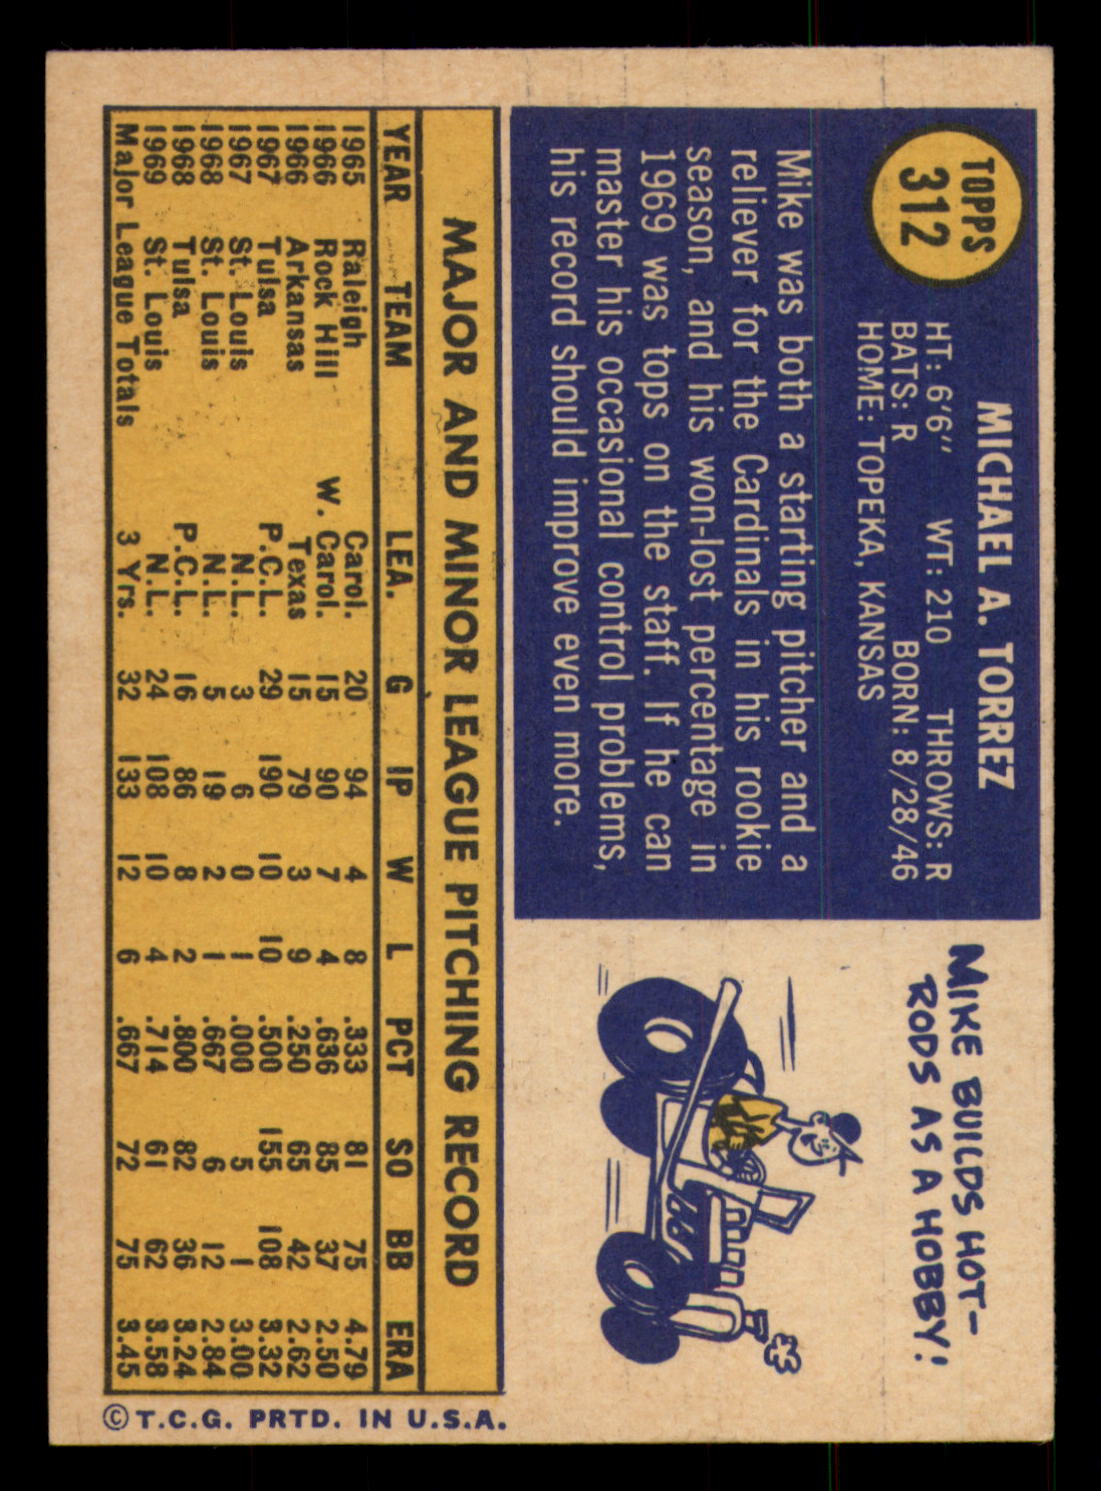 TOPPS
312
MICHAEL A. TORREZ
HT: 6'6" WT: 210 THROWS: R
BATS: R BORN: 8/28/46
HOME: TOPEKA, KANSAS
Mike was both a starting pitcher and a
reliever for the Cardinals in his rookie
season, and his won-lost percentage in
1969 was tops on the staff. If he can
master his occasional control problems,
his record should improve even more.
MIKE BUILDS HOT-
RODS AS A HOBBY!
MAJOR AND MINOR LEAGUE PITCHING RECORD
YEAR TEAM LEA. G IP W L PCT SO BB ERA
1965 Raleigh Carol. 20 94 4 8 .333 81 75 4.79
1966 Rock Hill W. Carol. 15 90 7 4 .636 85 37 2.50
1966 Arkansas Texas 15 79 3 9 .250 65 42 2.62
1967 Tulsa P.C.L. 29 190 10 10 .500 155 108 3.32
1967 St. Louis N.L. 3 6 0 1 .000 5 1 3.00
1968 St. Louis N.L. 5 19 2 1 .667 6 12 2.84
1968 Tulsa P.C.L. 16 86 8 2 .800 82 36 3.24
1969 St. Louis N.L. 24 108 10 4 .714 61 62 3.58
Major League Totals 3 Yrs. 32 133 12 6 .667 72 75 3.45
© T.C.G. PRTD. IN U.S.A.